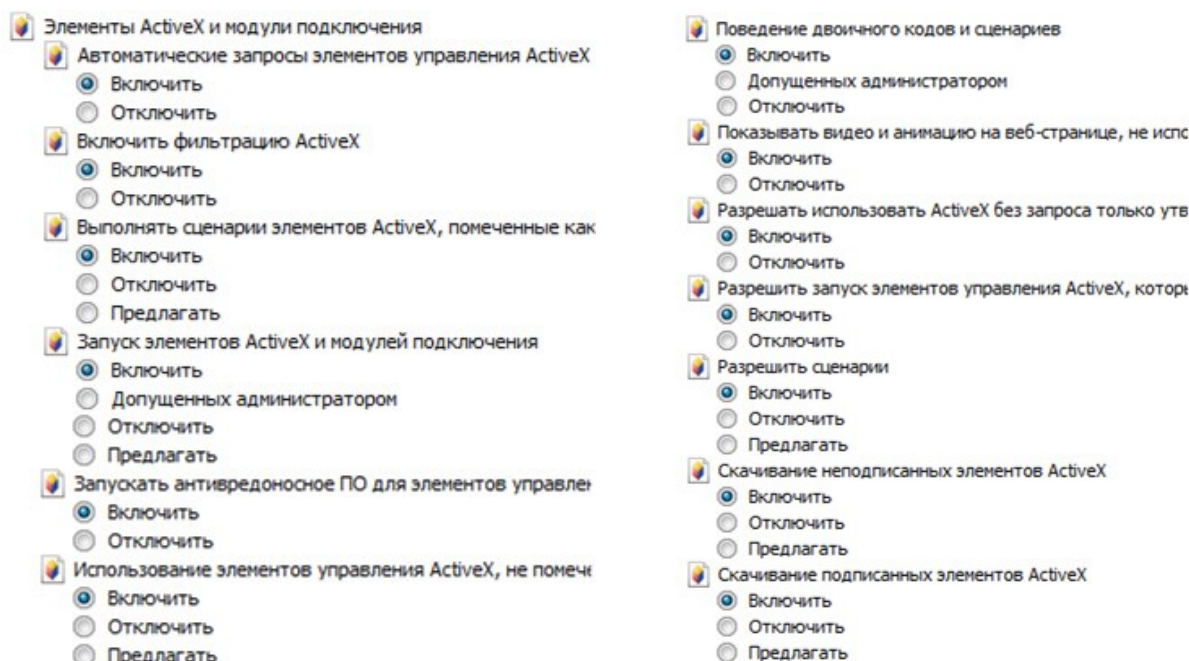 Элементы ActiveX и модули подключения
Автоматические запросы элементов управления ActiveX
Включить
Отключить
Включить фильтрацию ActiveX
Включить
Отключить
Выполнять сценарии элементов ActiveX, помеченные как
Включить
Отключить
Предлагать
Запуск элементов ActiveX и модулей подключения
Включить
Допущенных администратором
Отключить
Предлагать
Запускать антивредоносное ПО для элементов управлен
Включить
Отключить
Использование элементов управления ActiveX, не помече
Включить
Отключить
Предлагать
Поведение двоичного кодов и сценариев
Включить
Допущенных администратором
Отключить
Показывать видео и анимацию на веб-странице, не испо
Включить
Отключить
Разрешать использовать ActiveX без запроса только утв
Включить
Отключить
Разрешить запуск элементов управления ActiveX, которы
Включить
Отключить
Разрешить сценарии
Включить
Отключить
Предлагать
Скачивание неподписанных элементов ActiveX
Включить
Отключить
Предлагать
Скачивание подписанных элементов ActiveX
Включить
Отключить
Предлагать